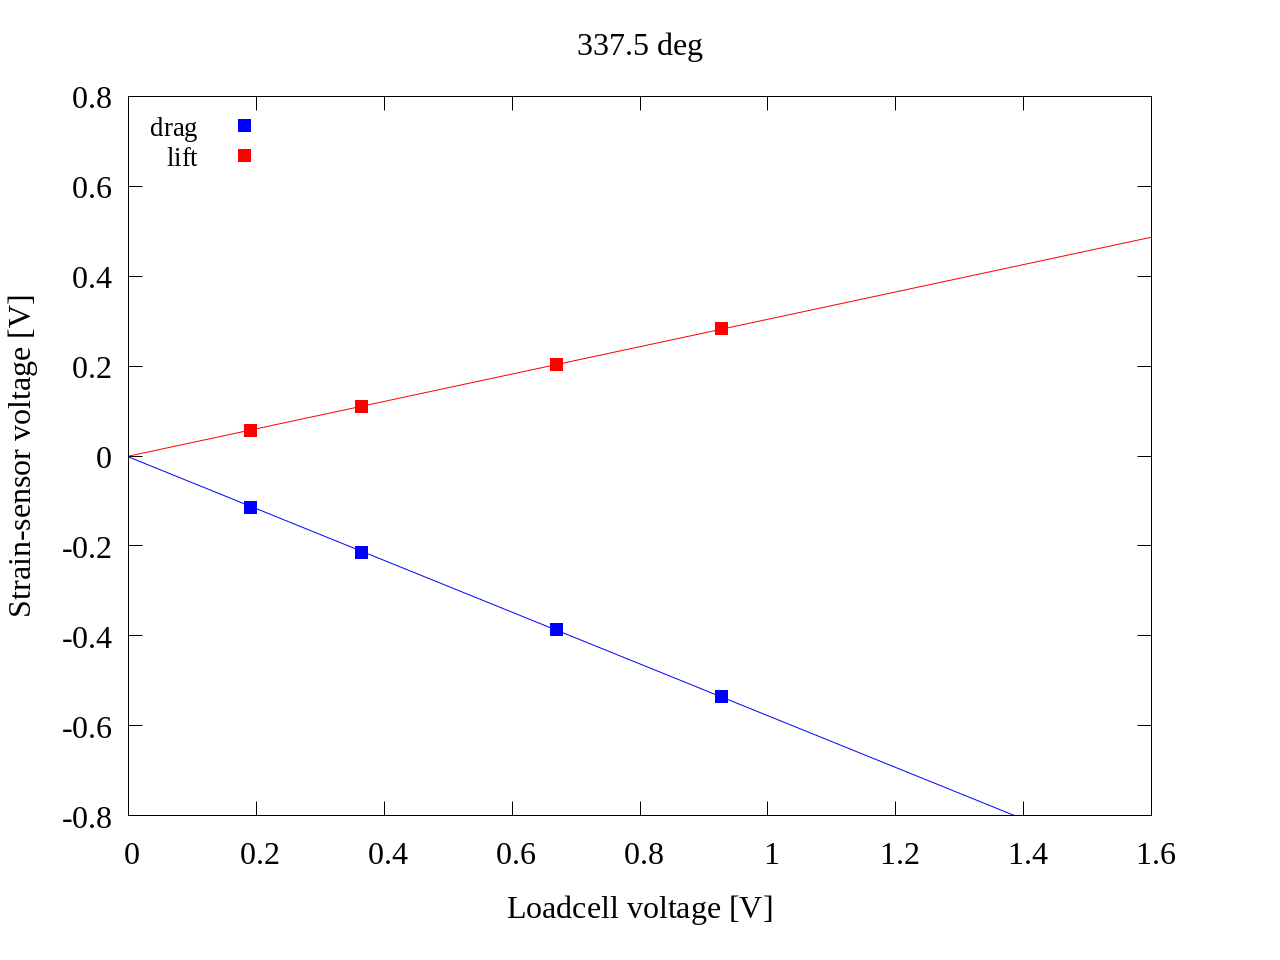 337.5 deg
0.8
0.6
0.4
0.2
0
-0.2
-0.4
-0.6
-0.8
drag
lift
Strain-sensor voltage [V]
0 0.2 0.4 0.6 0.8 1 1.2 1.4 1.6
Loadcell voltage [V]